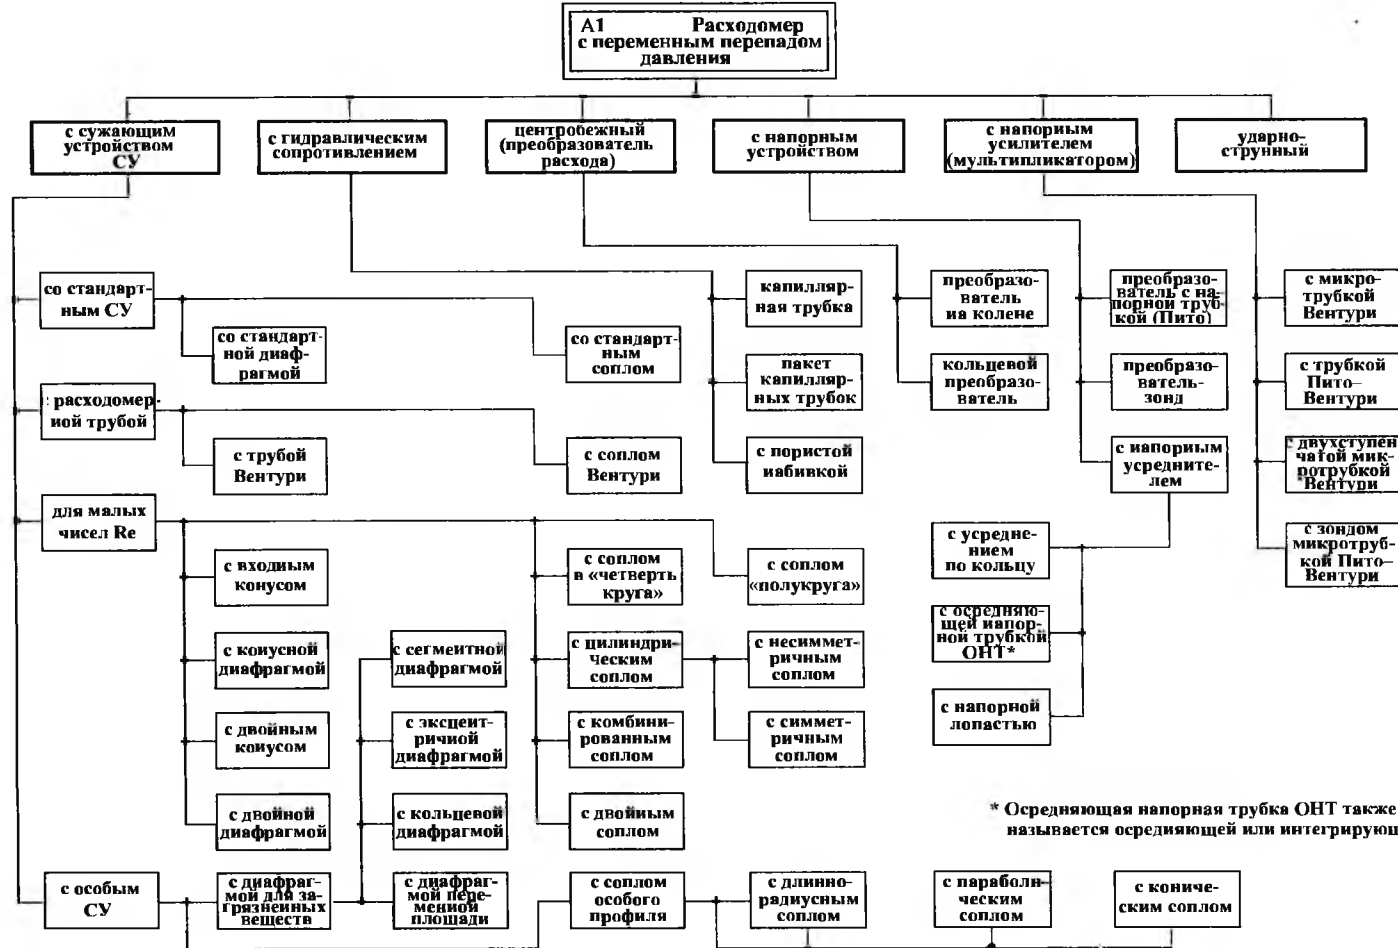 А1 Расходомер
с переменным перепадом
давления
с сужающим
устройством
СУ
с гидравлическим
сопротивлением
центробежный
(преобразователь
расхода)
с напорным
устройством
с напорным
усилителем
(мультипликатором)
ударно-
струнный
со стандарт-
ным СУ
со стандарт-
ной диаф-
рагмой
со стандарт-
ным
соплом
капилляр-
ная трубка
преобразо-
ватель
на колене
преобразо-
ватель с на-
порной труб-
кой (Пито)
с микро-
трубкой
Вентури
пакет
капилляр-
ных трубок
кольцевой
преобразо-
ватель
преобразо-
ватель-
зонд
с трубкой
Пито–
Вентури
расходомер-
ной трубой
с трубой
Вентури
с соплом
Вентури
с пористой
набивкой
с напорным
усредните-
лем
с двухступен
чатой мик-
ротрубкой
Вентури
для малых
чисел Re
с входным
конусом
с соплом
в «четверть
круга»
с соплом
«полукруга»
с усредне-
нием
по кольцу
с зондом
микротруб-
кой Пито–
Вентури
с конусной
диафрагмой
с сегментной
диафрагмой
с цилиндри-
ческим
соплом
с несиммет-
ричным
соплом
с осредняю-
щей напор-
ной трубкой
ОНТ*
с двойным
конусом
с эксцент-
ричной
диафрагмой
с комбини-
рованным
соплом
с симмет-
ричным
соплом
с напорной
лопастью
с двойной
диафрагмой
с кольцевой
диафрагмой
с двойным
соплом
* Осредняющая напорная трубка ОНТ также
называется осредняющей или интегрирующ
с особым
СУ
с диафраг-
мой для за-
грязненных
веществ
с диафраг-
мой пере-
менной
площади
с соплом
особого
профиля
с длинно-
радиусным
соплом
с параболи-
ческим
соплом
с кониче-
ским соплом